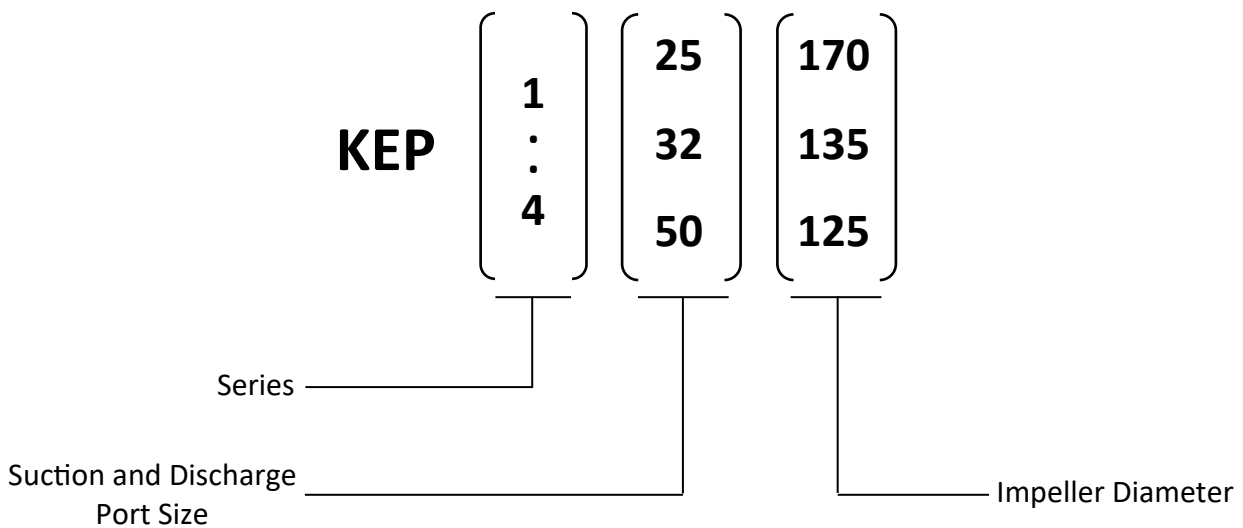 25 170
1
KEP : 32 135
4
50 125
Series
Suction and Discharge
Port Size
Impeller Diameter